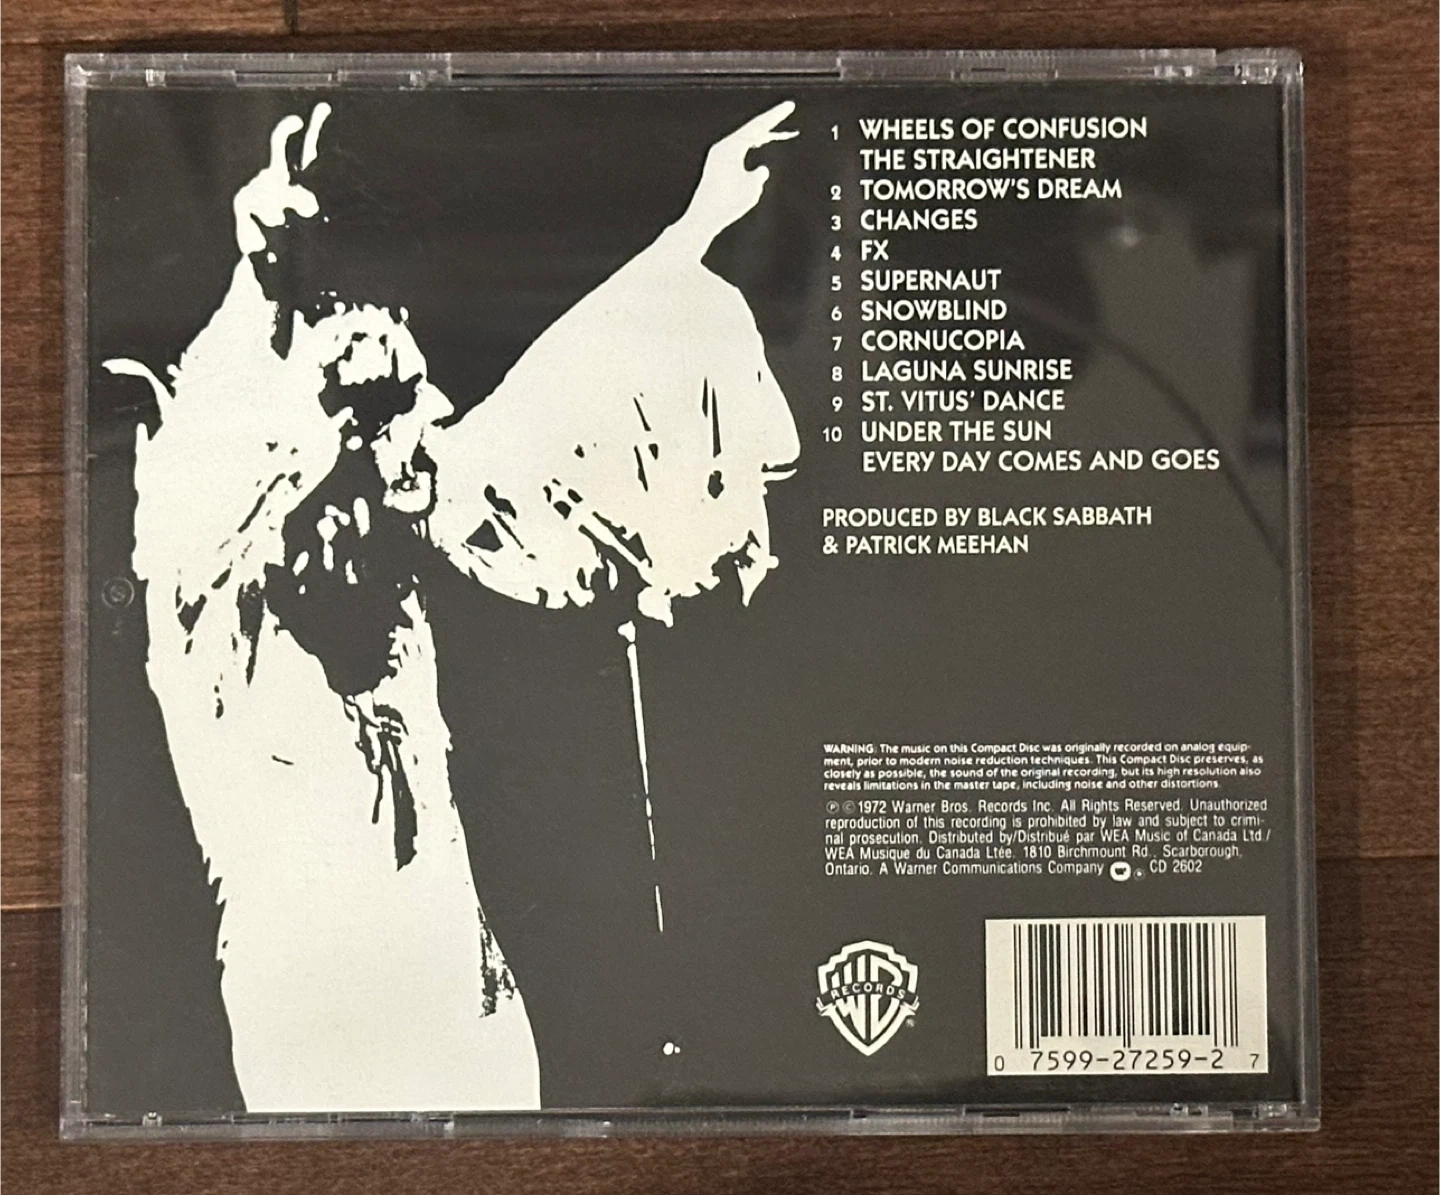 1 WHEELS OF CONFUSION
THE STRAIGHTENER
2 TOMORROW'S DREAM
3 CHANGES
4 FX
5 SUPERNAUT
6 SNOWBLIND
7 CORNUCOPIA
8 LAGUNA SUNRISE
9 ST. VITUS' DANCE
10 UNDER THE SUN
EVERY DAY COMES AND GOES
PRODUCED BY BLACK SABBATH
& PATRICK MEEHAN
WARNING: The music on this Compact Disc was originally recorded on analog equip-
ment, prior to modern noise reduction techniques. This Compact Disc preserves, as
closely as possible, the sound of the original recording, but its high resolution also
reveals limitations in the master tape, including noise and other distortions.
℗ © 1972 Warner Bros. Records Inc. All Rights Reserved. Unauthorized
reproduction of this recording is prohibited by law and subject to crimi-
nal prosecution. Distributed by/Distribué par WEA Music of Canada Ltd./
WEA Musique du Canada Ltée. 1810 Birchmount Rd., Scarborough,
Ontario. A Warner Communications Company CD 2602
WB
RECORDS
®
0 7599-27259-2 7